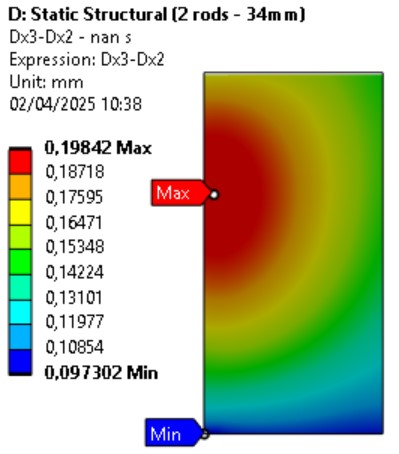 D: Static Structural (2 rods - 34mm)
Dx3-Dx2 - nan s
Expression: Dx3-Dx2
Unit: mm
02/04/2025 10:38
0,19842 Max
0,18718
0,17595
0,16471
0,15348
0,14224
0,13101
0,11977
0,10854
0,097302 Min
Max
Min